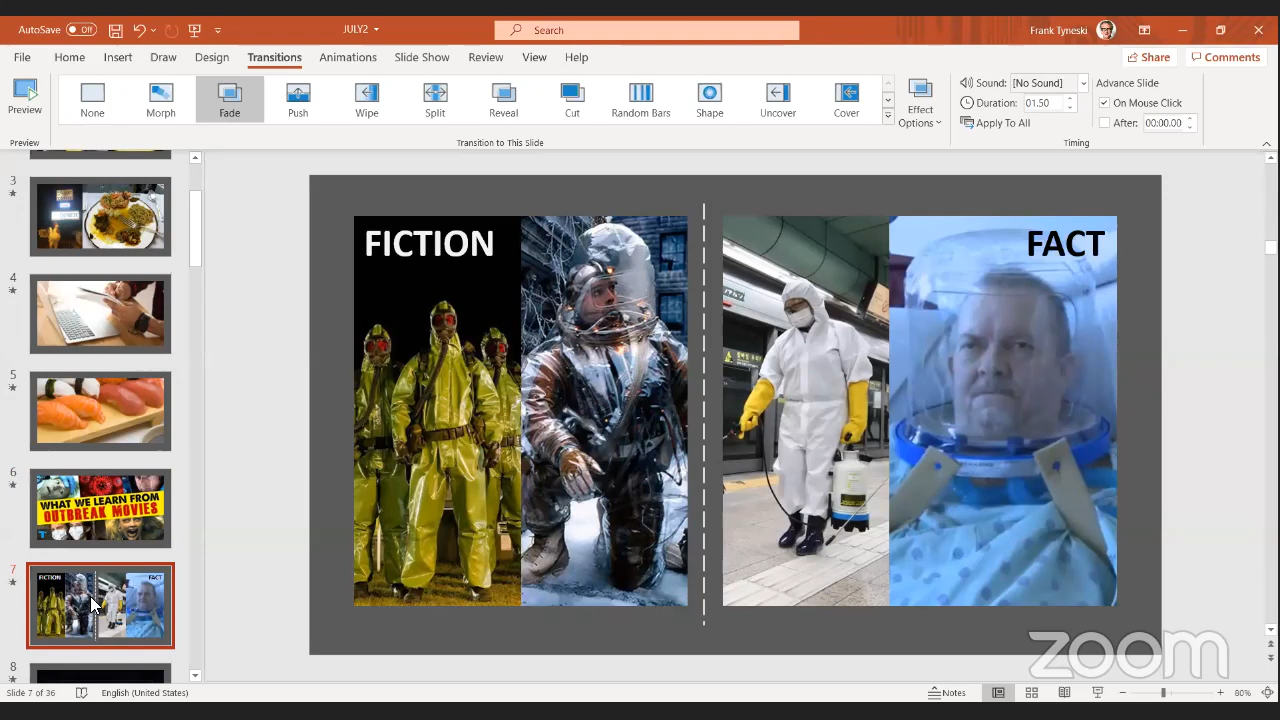 AutoSave Off JULY2 Search Frank Tyneski
File Home Insert Draw Design Transitions Animations Slide Show Review View Help Share Comments
Preview None Morph Fade Push Wipe Split Reveal Cut Random Bars Shape Uncover Cover Effect Options
Sound: [No Sound] Advance Slide
Duration: 01.50 On Mouse Click
Apply To All After: 00:00.00
Preview Transition to This Slide Timing
3
4
5
6
WHAT WE LEARN FROM
OUTBREAK MOVIES
7
FICTION FACT
8
FICTION FACT
zoom
Slide 7 of 36 English (United States) Notes 80%